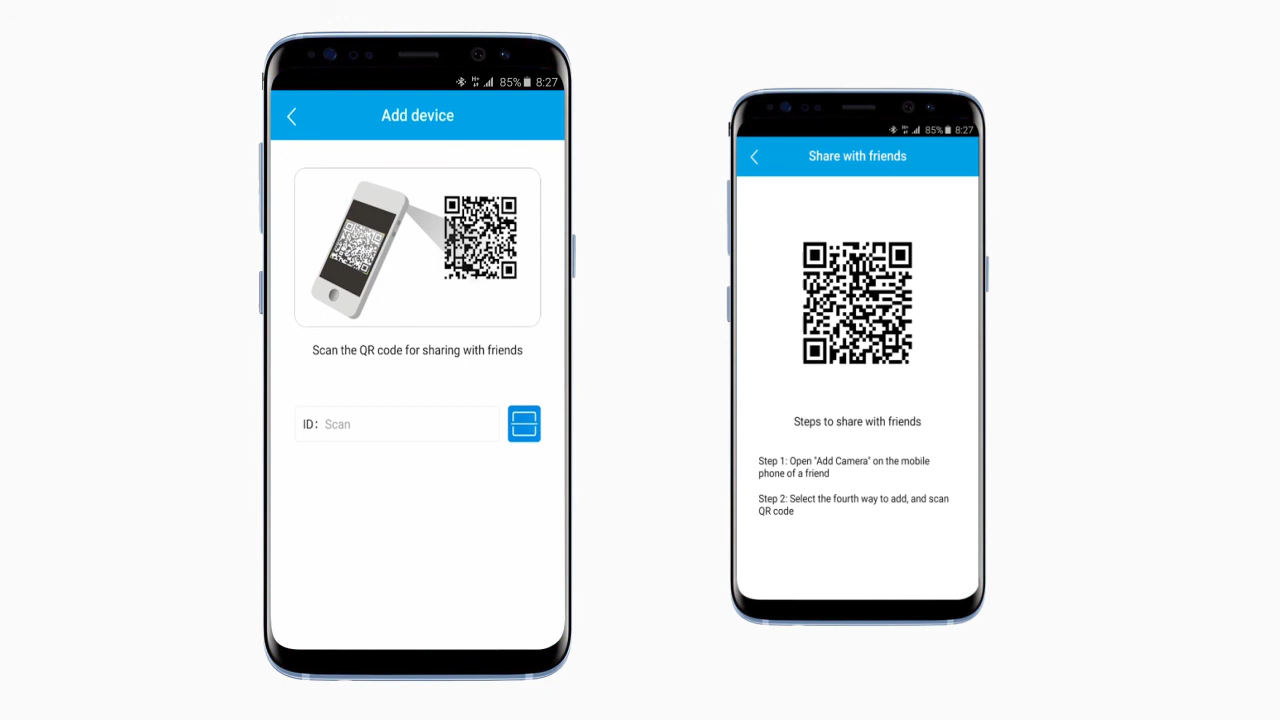 85% 8:27
Add device
Scan the QR code for sharing with friends
ID: Scan
85% 8:27
Share with friends
Steps to share with friends
Step 1: Open "Add Camera" on the mobile
phone of a friend
Step 2: Select the fourth way to add, and scan
QR code